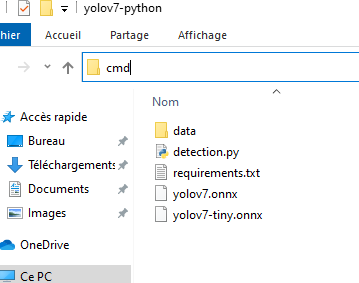 yolov7-python
hier
Accueil
Partage
Affichage
cmd
Nom
Accès rapide
Bureau
Téléchargements
Documents
Images
OneDrive
Ce PC
data
detection.py
requirements.txt
yolov7.onnx
yolov7-tiny.onnx